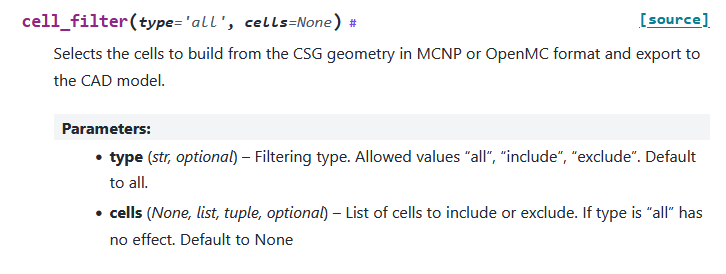 cell_filter(type='all', cells=None) # [source]
Selects the cells to build from the CSG geometry in MCNP or OpenMC format and export to
the CAD model.
Parameters:
• type (str, optional) – Filtering type. Allowed values “all”, “include”, “exclude”. Default
to all.
• cells (None, list, tuple, optional) – List of cells to include or exclude. If type is “all” has
no effect. Default to None